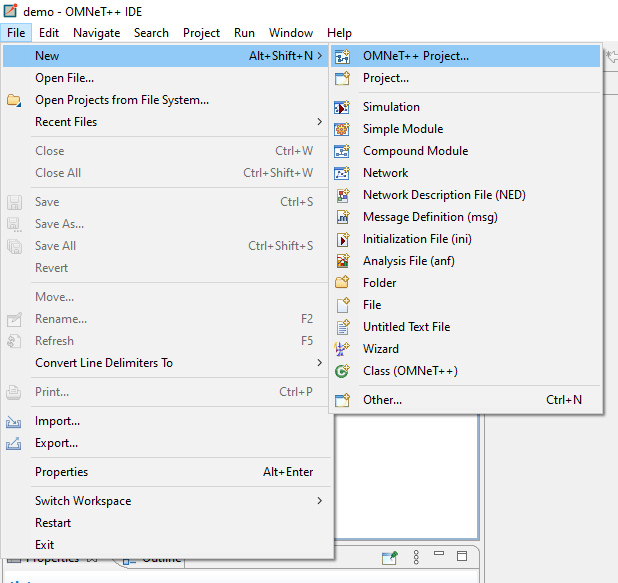 demo - OMNeT++ IDE
File Edit Navigate Search Project Run Window Help
New Alt+Shift+N
Open File...
Open Projects from File System...
Recent Files
Close Ctrl+W
Close All Ctrl+Shift+W
Save Ctrl+S
Save As...
Save All Ctrl+Shift+S
Revert
Move...
Rename... F2
Refresh F5
Convert Line Delimiters To
Print... Ctrl+P
Import...
Export...
Properties Alt+Enter
Switch Workspace
Restart
Exit
OMNeT++ Project...
Project...
Simulation
Simple Module
Compound Module
Network
Network Description File (NED)
Message Definition (msg)
Initialization File (ini)
Analysis File (anf)
Folder
File
Untitled Text File
Wizard
Class (OMNeT++)
Other... Ctrl+N
Properties Outline